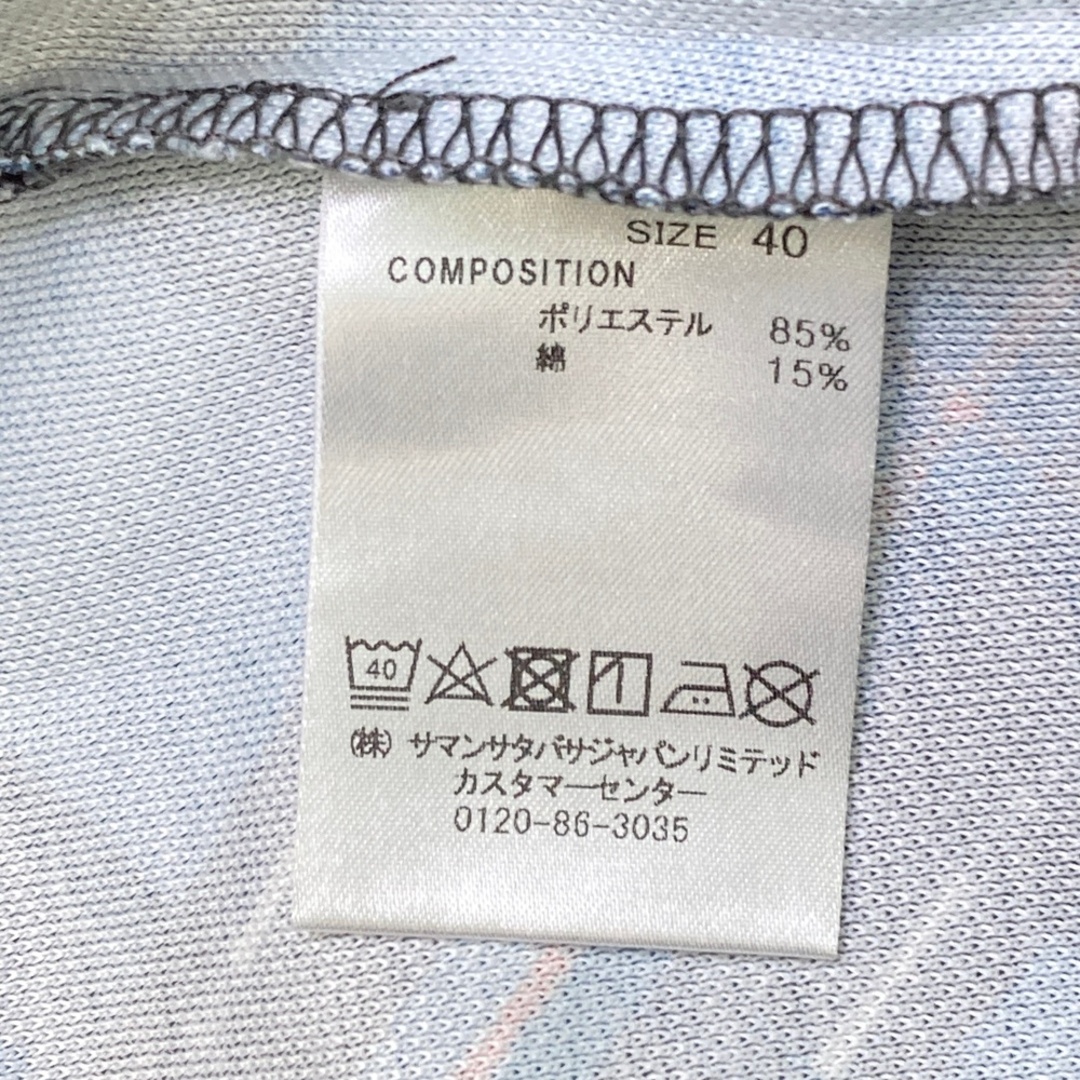 SIZE 40
COMPOSITION
ポリエステル 85%
綿 15%
40
(株) サマンサタバサジャパンリミテッド
カスタマーセンター
0120-86-3035